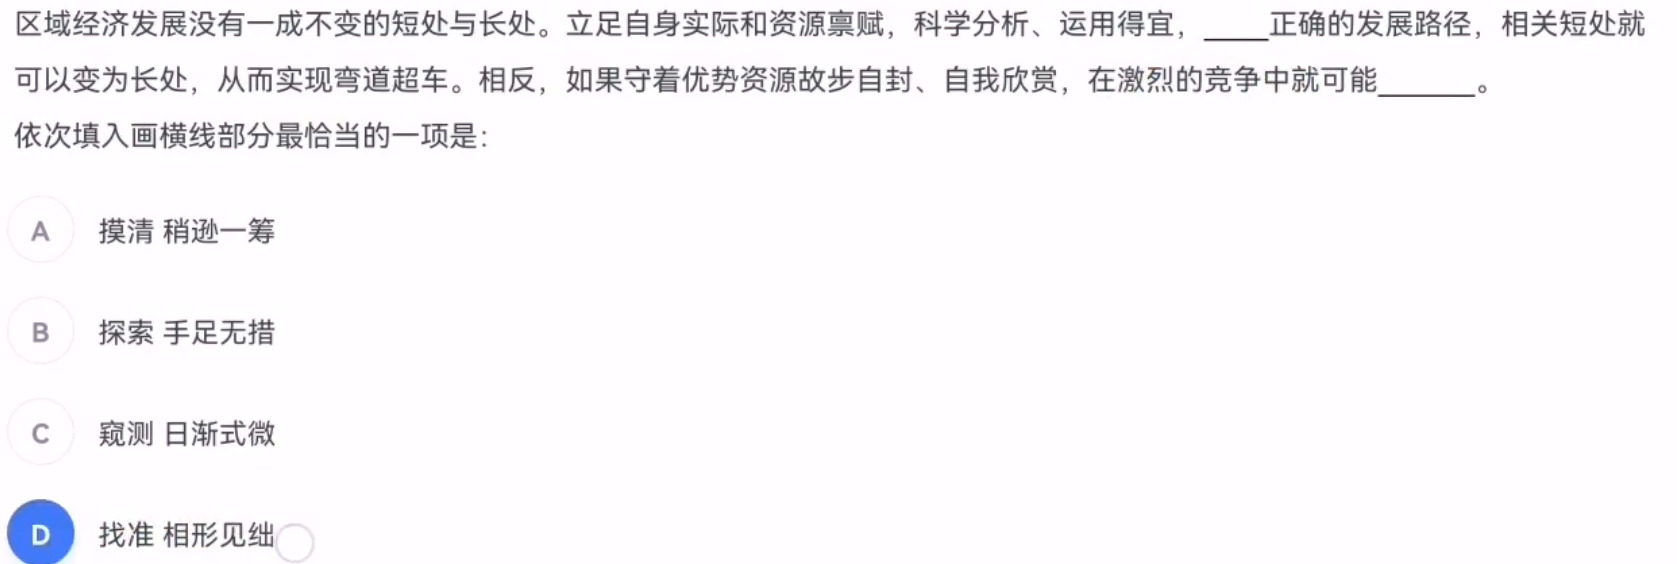 区域经济发展没有一成不变的短处与长处。立足自身实际和资源禀赋，科学分析、运用得宜，____正确的发展路径，相关短处就
可以变为长处，从而实现弯道超车。相反，如果守着优势资源故步自封、自我欣赏，在激烈的竞争中就可能______。
依次填入画横线部分最恰当的一项是：
A 摸清 稍逊一筹
B 探索 手足无措
C 窥测 日渐式微
D 找准 相形见绌